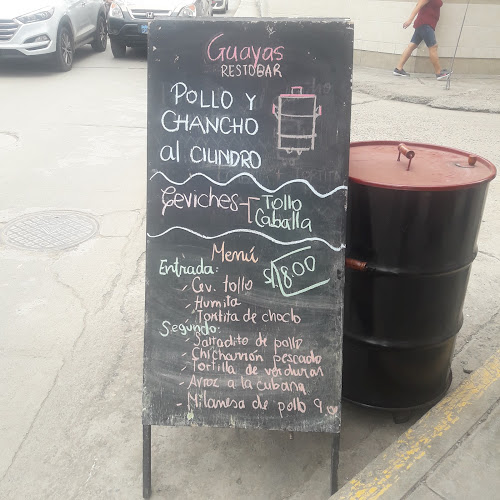 Guayas
RESTOBAR
POLLO Y
CHANCHO
al CILINDRO
Ceviches - Tollo
Caballa
Menú
Entrada: S/.18.00
- Cev. tollo
- Humita
- Tortita de choclo
Segundo:
- Saltadito de pollo
- Chicharrón pescado
- Tortilla de verduras
- Arroz a la cubana
- Milanesa de pollo